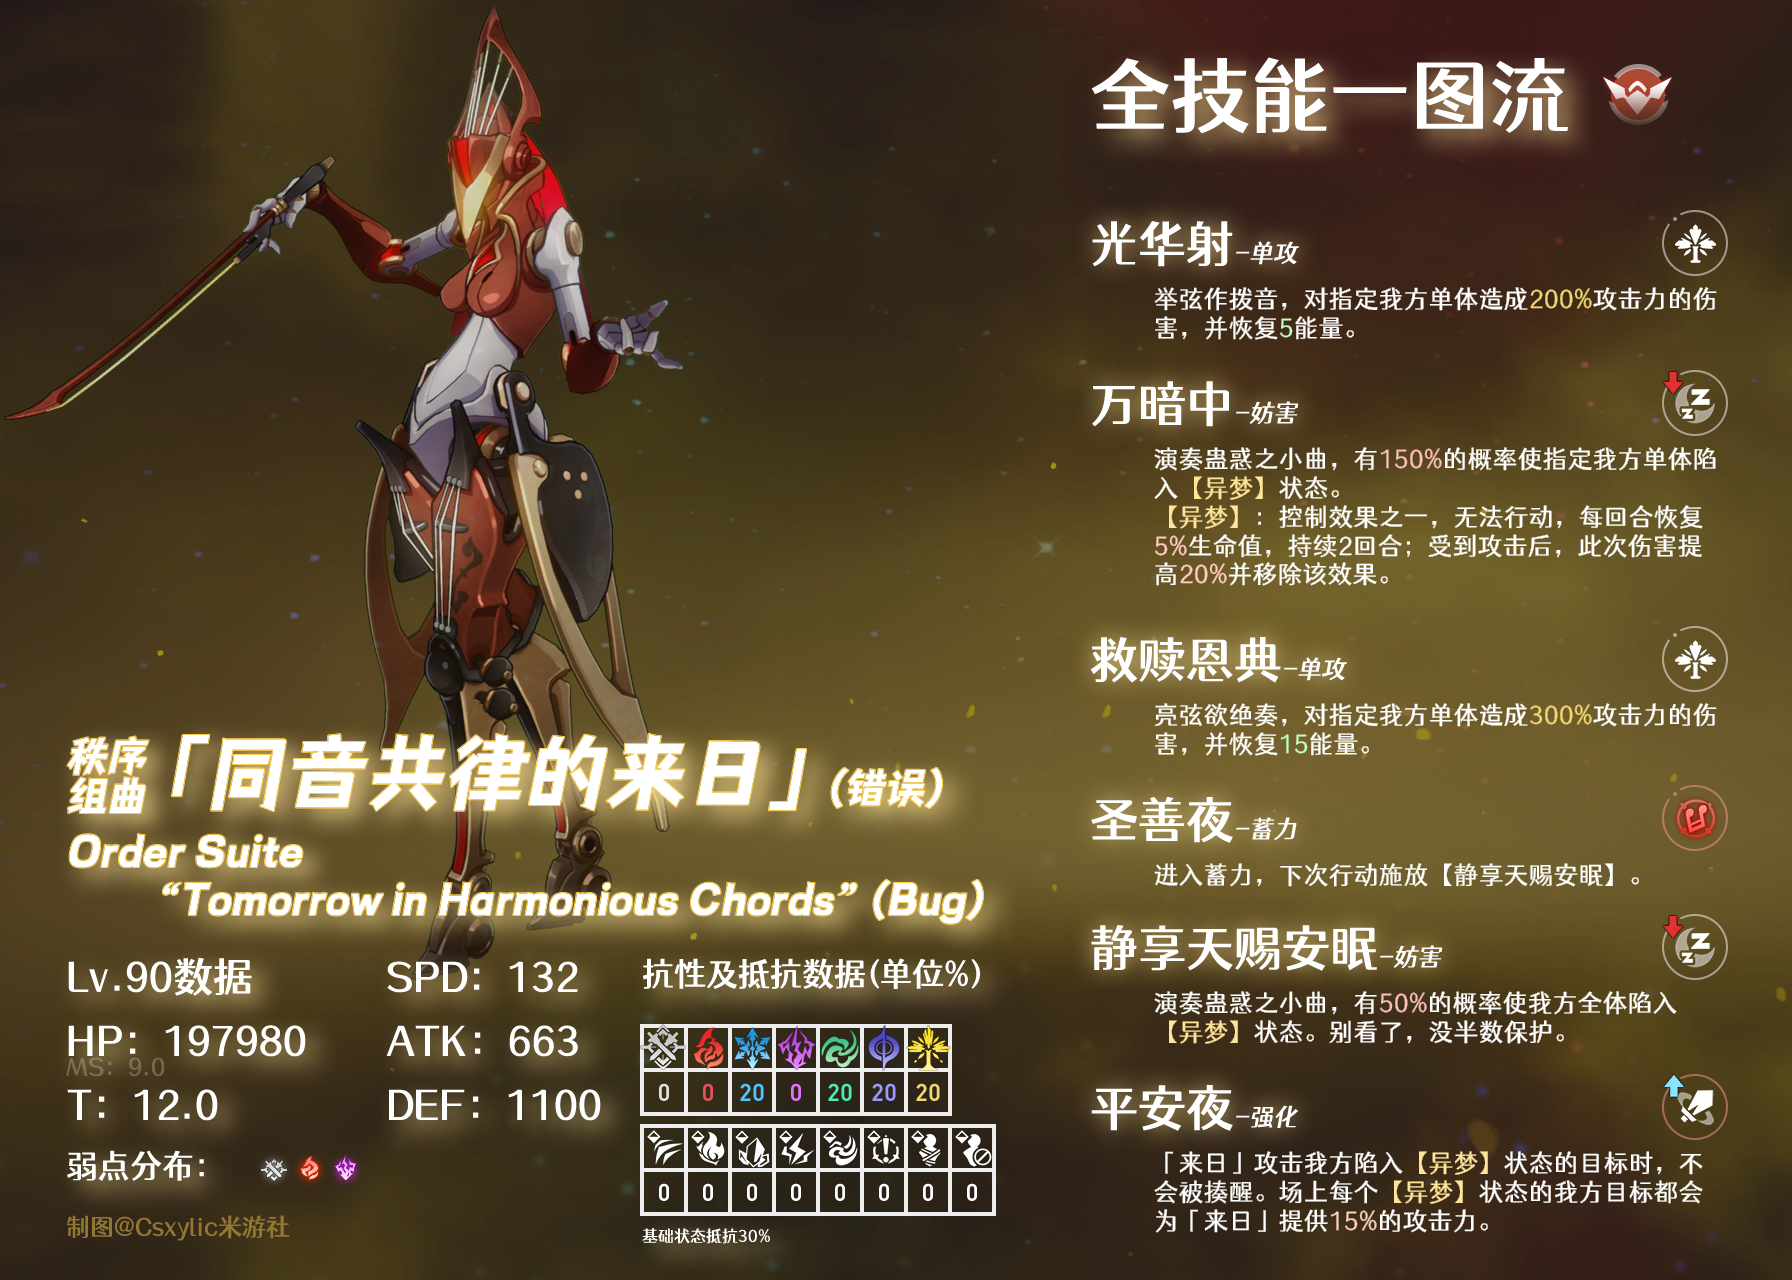 全技能一图流
光华射-单攻
举弦作拨音，对指定我方单体造成200%攻击力的伤
害，并恢复5能量。
万暗中-妨害
演奏蛊惑之小曲，有150%的概率使指定我方单体陷
入【异梦】状态。
【异梦】：控制效果之一，无法行动，每回合恢复
5%生命值，持续2回合；受到攻击后，此次伤害提
高20%并移除该效果。
救赎恩典-单攻
亮弦欲绝奏，对指定我方单体造成300%攻击力的伤
害，并恢复15能量。
圣善夜-蓄力
进入蓄力，下次行动施放【静享天赐安眠】。
静享天赐安眠-妨害
演奏蛊惑之小曲，有50%的概率使我方全体陷入
【异梦】状态。别看了，没半数保护。
平安夜-强化
「来日」攻击我方陷入【异梦】状态的目标时，不
会被揍醒。场上每个【异梦】状态的我方目标都会
为「来日」提供15%的攻击力。
秩序
组曲「同音共律的来日」(错误)
Order Suite
“Tomorrow in Harmonious Chords” (Bug)
Lv.90数据
SPD: 132
HP: 197980
ATK: 663
MS: 9.0
T: 12.0
DEF: 1100
弱点分布:
制图@Csxylic米游社
抗性及抵抗数据(单位%)
0 0 20 0 20 20 20
0 0 0 0 0 0 0 0
基础状态抵抗30%